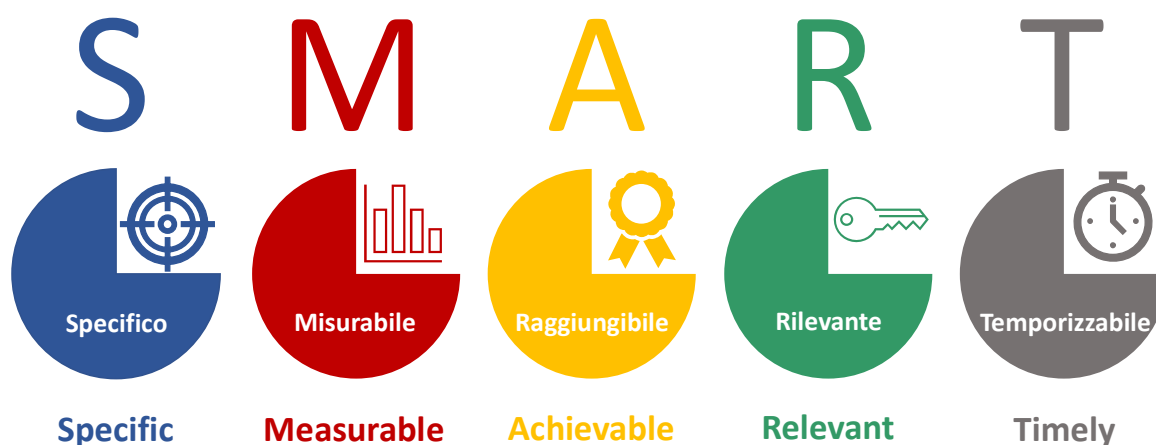 S M A R T
Specifico Misurabile Raggiungibile Rilevante Temporizzabile
Specific Measurable Achievable Relevant Timely